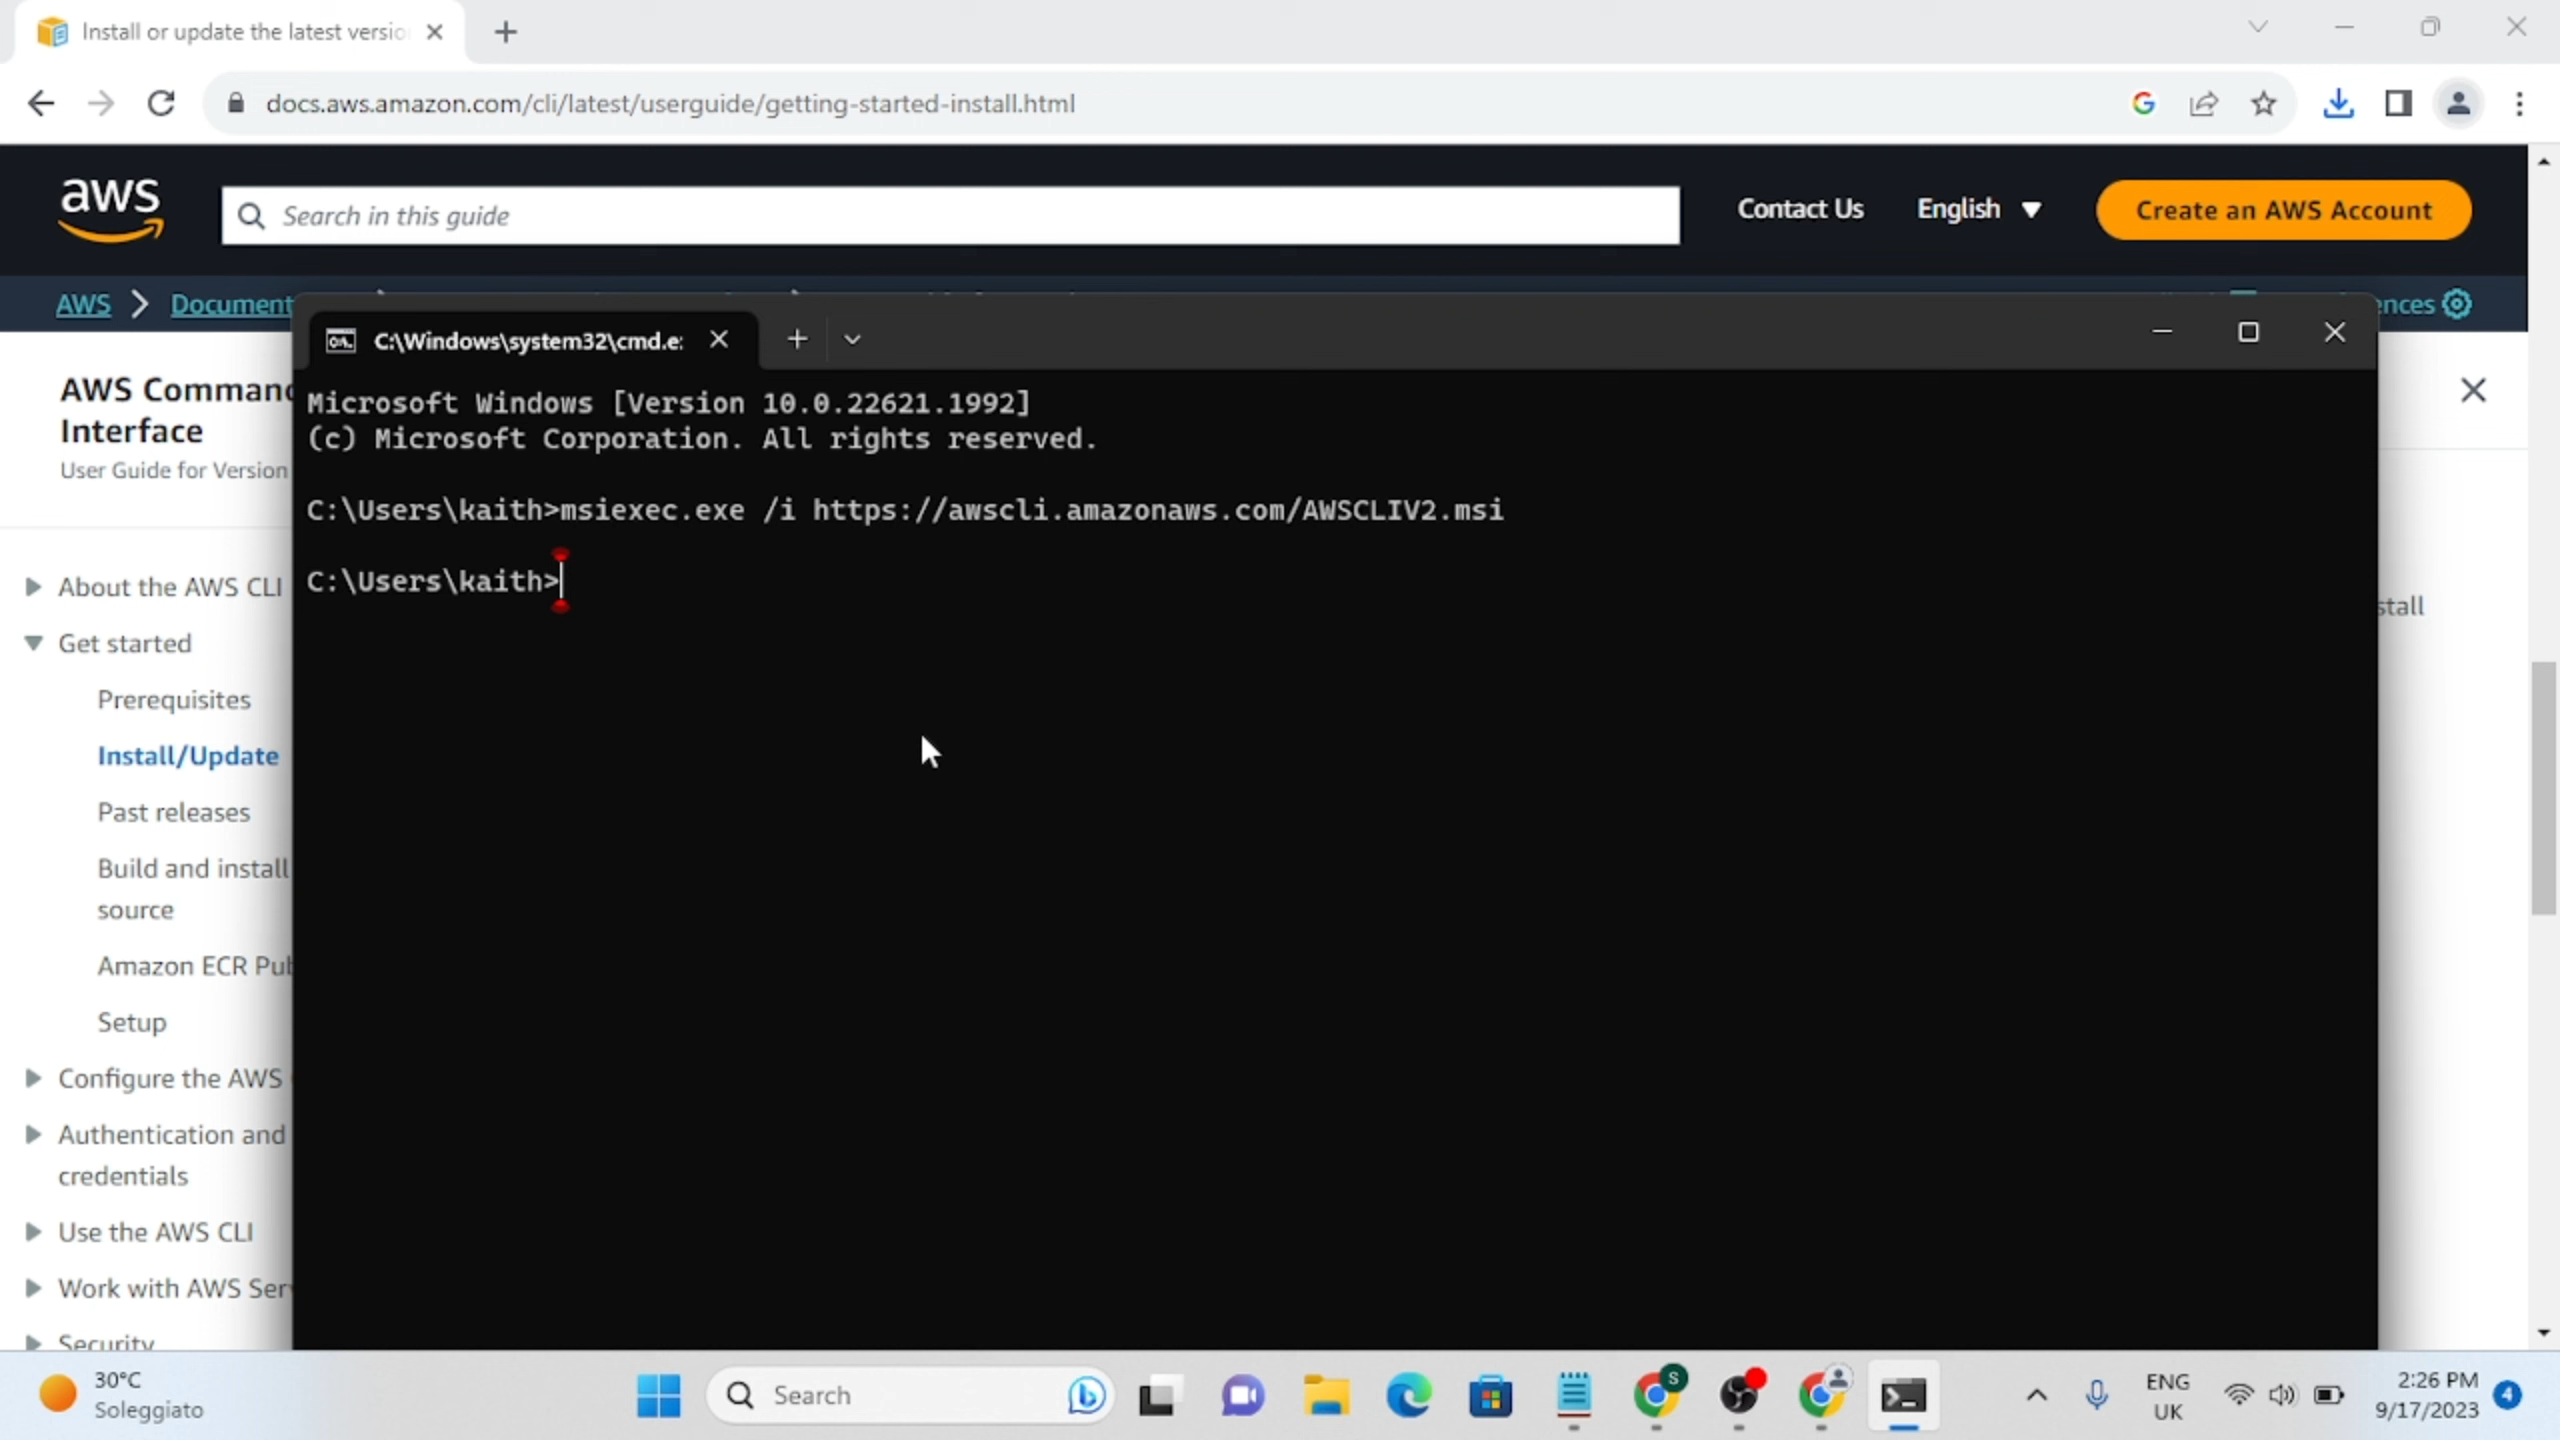 Install or update the latest versio
docs.aws.amazon.com/cli/latest/userguide/getting-started-install.html
aws
Search in this guide
Contact Us
English
Create an AWS Account
AWS
Document
ences
C:\Windows\system32\cmd.e:
AWS Command
Interface
User Guide for Version
Microsoft Windows [Version 10.0.22621.1992]
(c) Microsoft Corporation. All rights reserved.
C:\Users\kaith>msiexec.exe /i https://awscli.amazonaws.com/AWSCLIV2.msi
C:\Users\kaith>
stall
About the AWS CLI
Get started
Prerequisites
Install/Update
Past releases
Build and install
source
Amazon ECR Pub
Setup
Configure the AWS
Authentication and
credentials
Use the AWS CLI
Work with AWS Serv
Security
30°C
Soleggiato
Search
S
ENG
UK
2:26 PM
9/17/2023
4